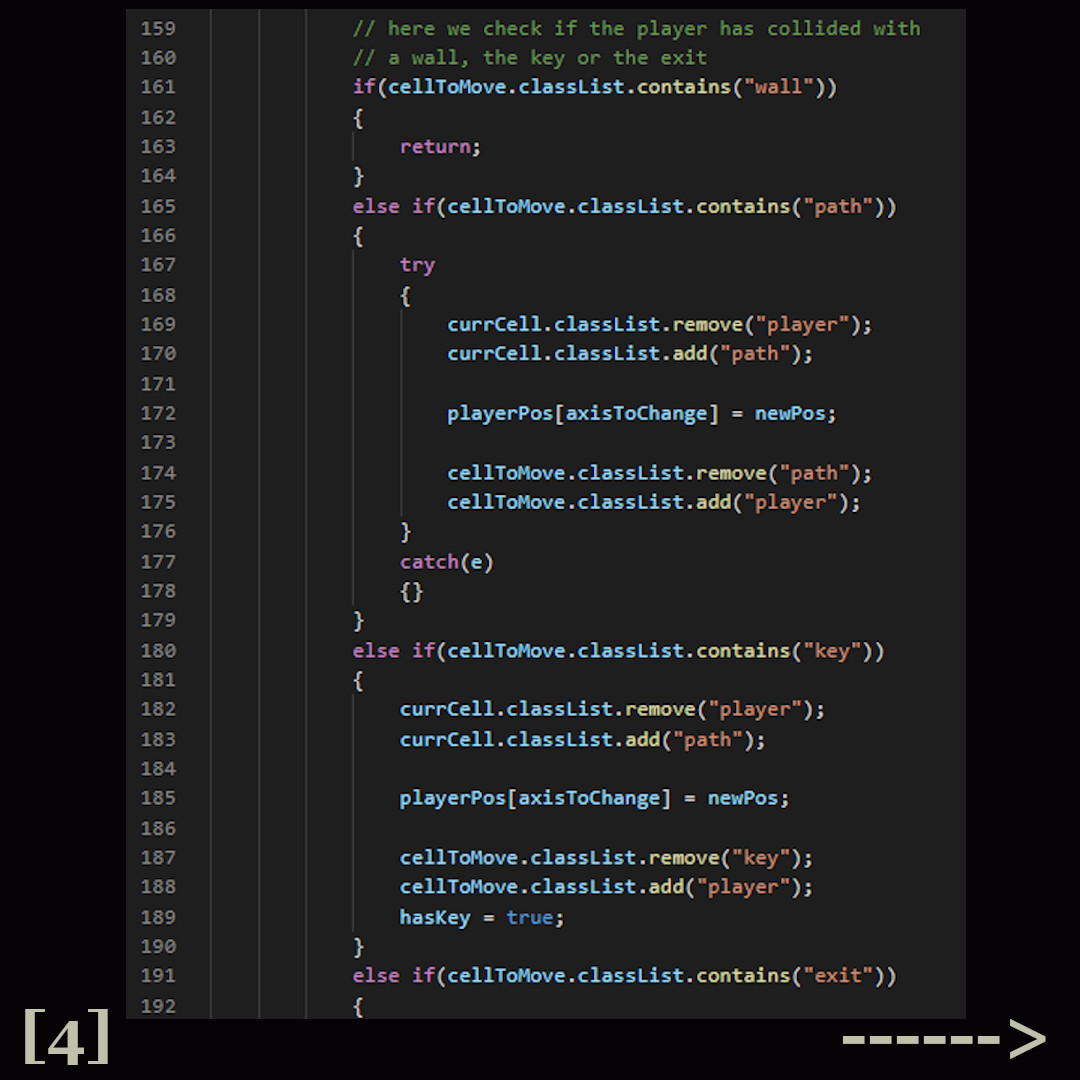 159 // here we check if the player has collided with
160 // a wall, the key or the exit
161 if(cellToMove.classList.contains("wall"))
162 {
163 return;
164 }
165 else if(cellToMove.classList.contains("path"))
166 {
167 try
168 {
169 currCell.classList.remove("player");
170 currCell.classList.add("path");
171
172 playerPos[axisToChange] = newPos;
173
174 cellToMove.classList.remove("path");
175 cellToMove.classList.add("player");
176 }
177 catch(e)
178 {}
179 }
180 else if(cellToMove.classList.contains("key"))
181 {
182 currCell.classList.remove("player");
183 currCell.classList.add("path");
184
185 playerPos[axisToChange] = newPos;
186
187 cellToMove.classList.remove("key");
188 cellToMove.classList.add("player");
189 hasKey = true;
190 }
191 else if(cellToMove.classList.contains("exit"))
192 {
[4] ------>